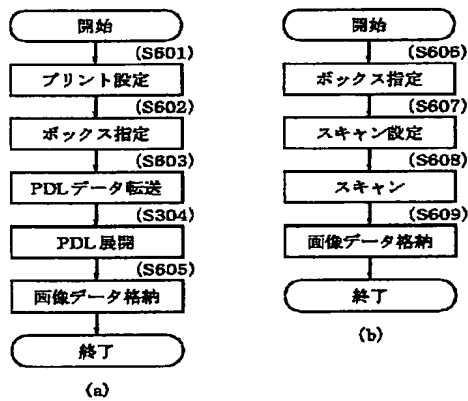 開始
(S601)
プリント設定
(S602)
ボックス指定
(S603)
PDLデータ転送
(S304)
PDL展開
(S605)
画像データ格納
終了
(a)
開始
(S606)
ボックス指定
(S607)
スキャン設定
(S608)
スキャン
(S609)
画像データ格納
終了
(b)